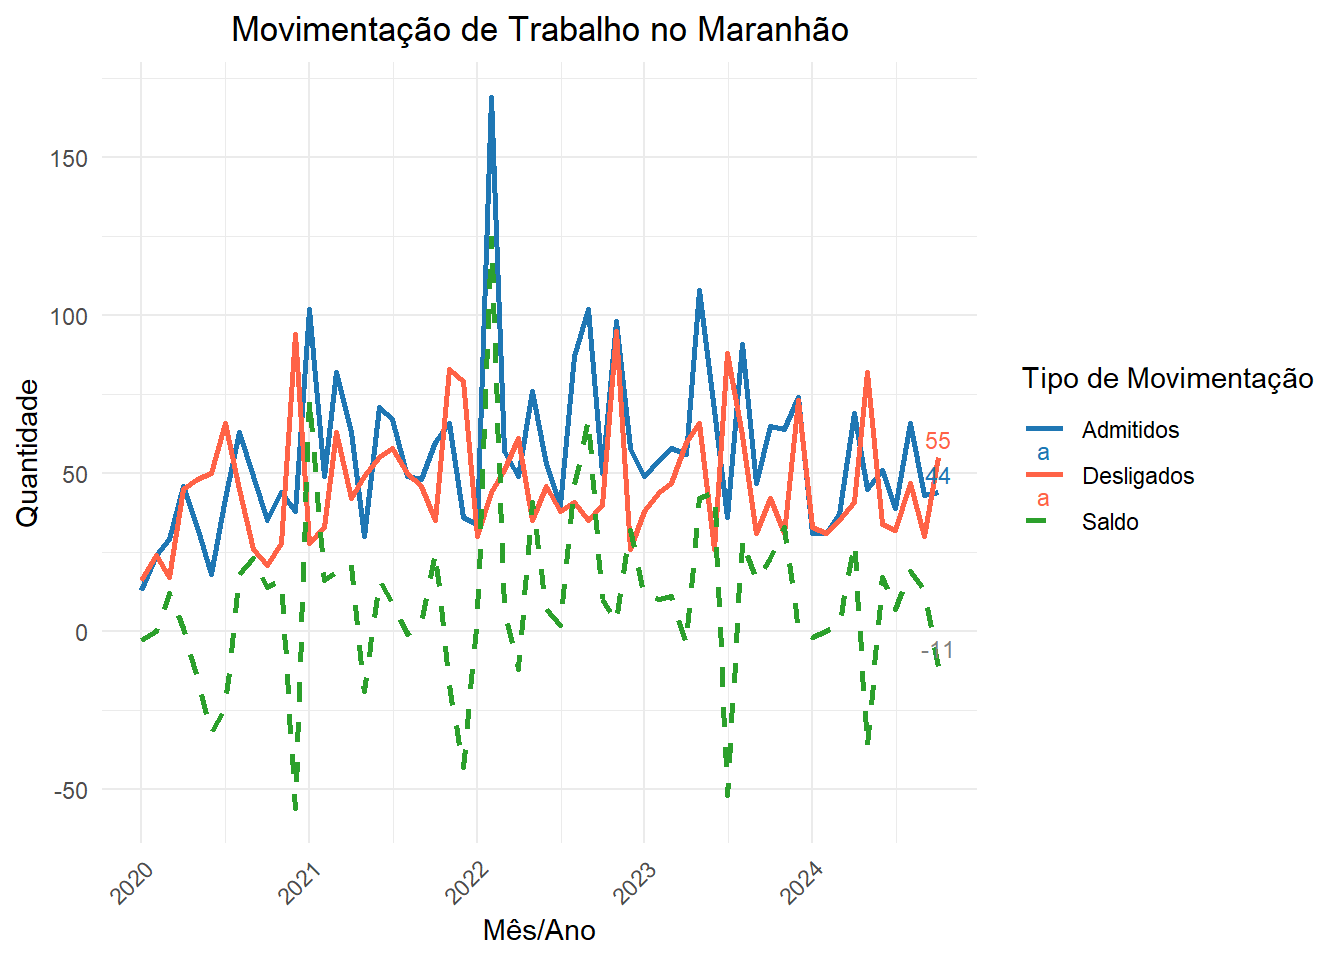 Movimentação de Trabalho no Maranhão
Quantidade
150
100
50
0
-50
55
44
-11
2020
2021
2022
2023
2024
Mês/Ano
Tipo de Movimentação
Admitidos
a
Desligados
a
Saldo